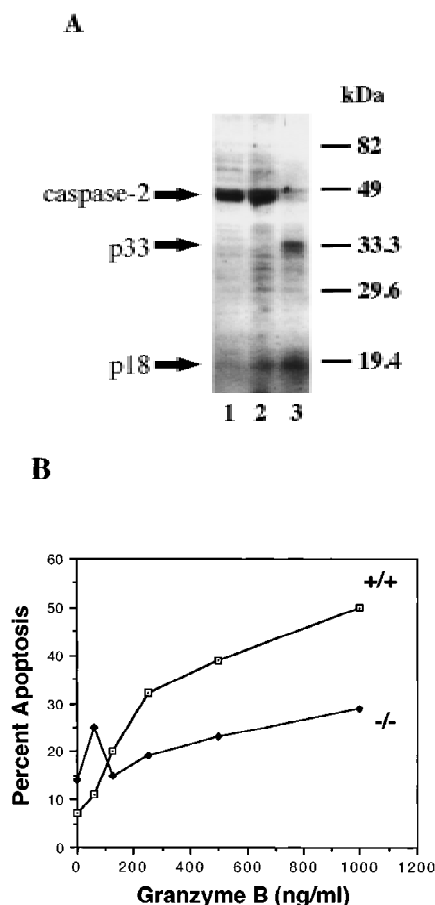 A
kDa
82
caspase-2
49
p33
33.3
29.6
p18
19.4
1 2 3
B
60
50
40
30
20
10
0
+/+
-/-
Percent Apoptosis
0 200 400 600 800 1000 1200
Granzyme B (ng/ml)